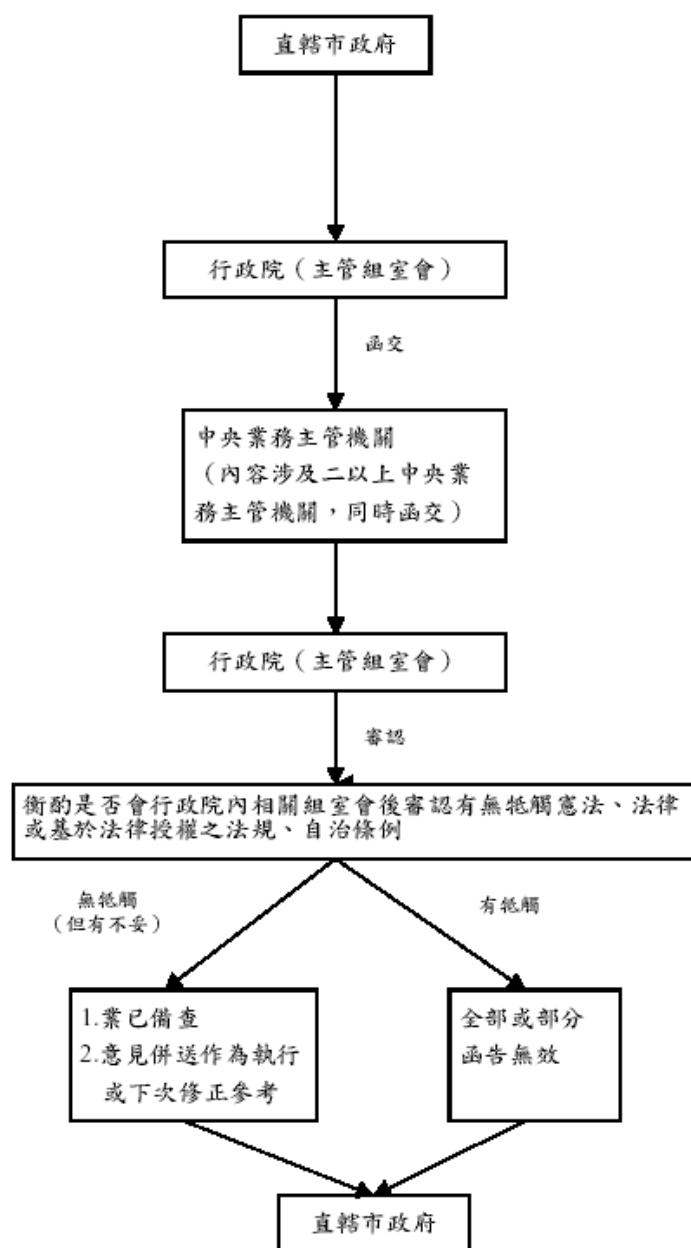 直轄市政府
行政院（主管組室會）
函交
中央業務主管機關
（內容涉及二以上中央業
務主管機關，同時函交）
行政院（主管組室會）
審認
衡酌是否會行政院內相關組室會後審認有無牴觸憲法、法律
或基於法律授權之法規、自治條例
無牴觸
（但有不妥）
有牴觸
1.業已備查
2.意見併送作為執行
或下次修正參考
全部或部分
函告無效
直轄市政府